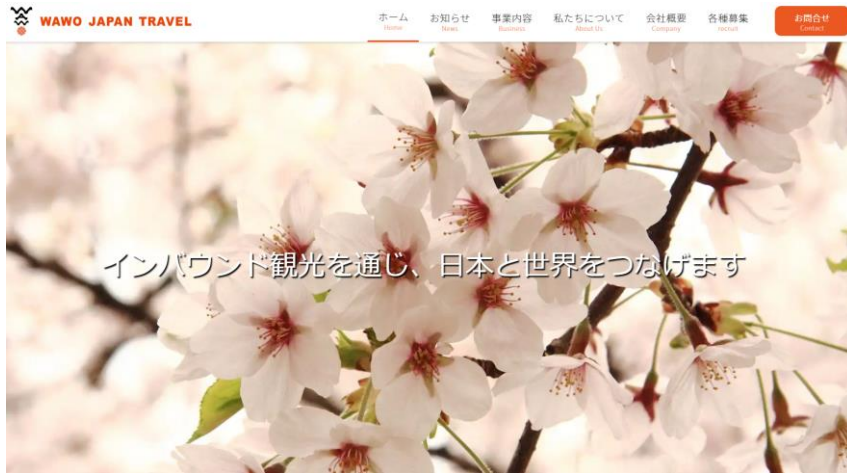 WAWO JAPAN TRAVEL
ホーム お知らせ 事業内容 私たちについて 会社概要 各種募集 お問合せ
Home News Business About Us Company recruit Contact
インバウンド観光を通じ、日本と世界をつなげます